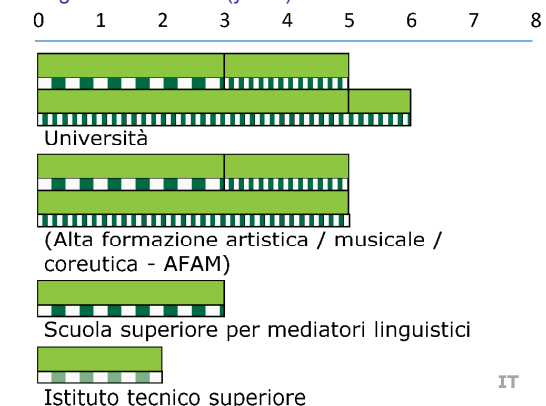 0 1 2 3 4 5 6 7 8
Università
(Alta formazione artistica / musicale /
coreutica - AFAM)
Scuola superiore per mediatori linguistici
IT
Istituto tecnico superiore